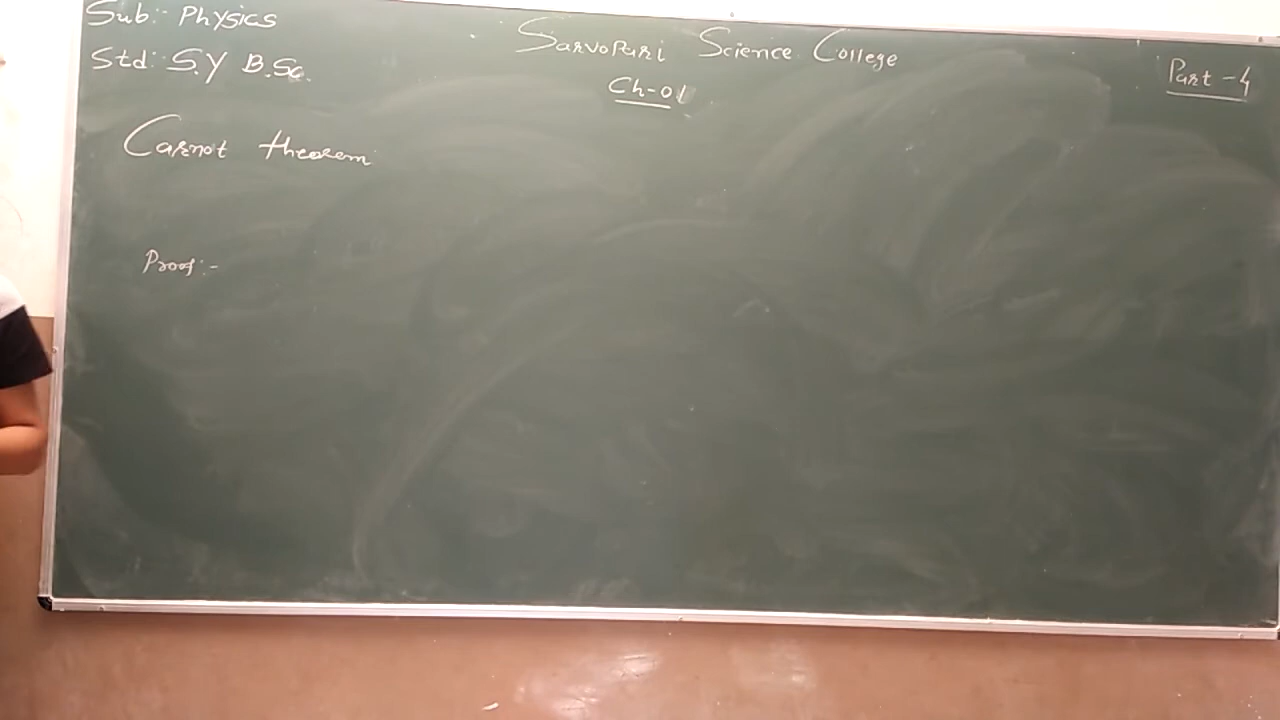 Sub:- Physics
Std:- S.Y B.Sc.
Sarvopari Science College
Ch-01
Part-4
Carnot theorem
Proof:-